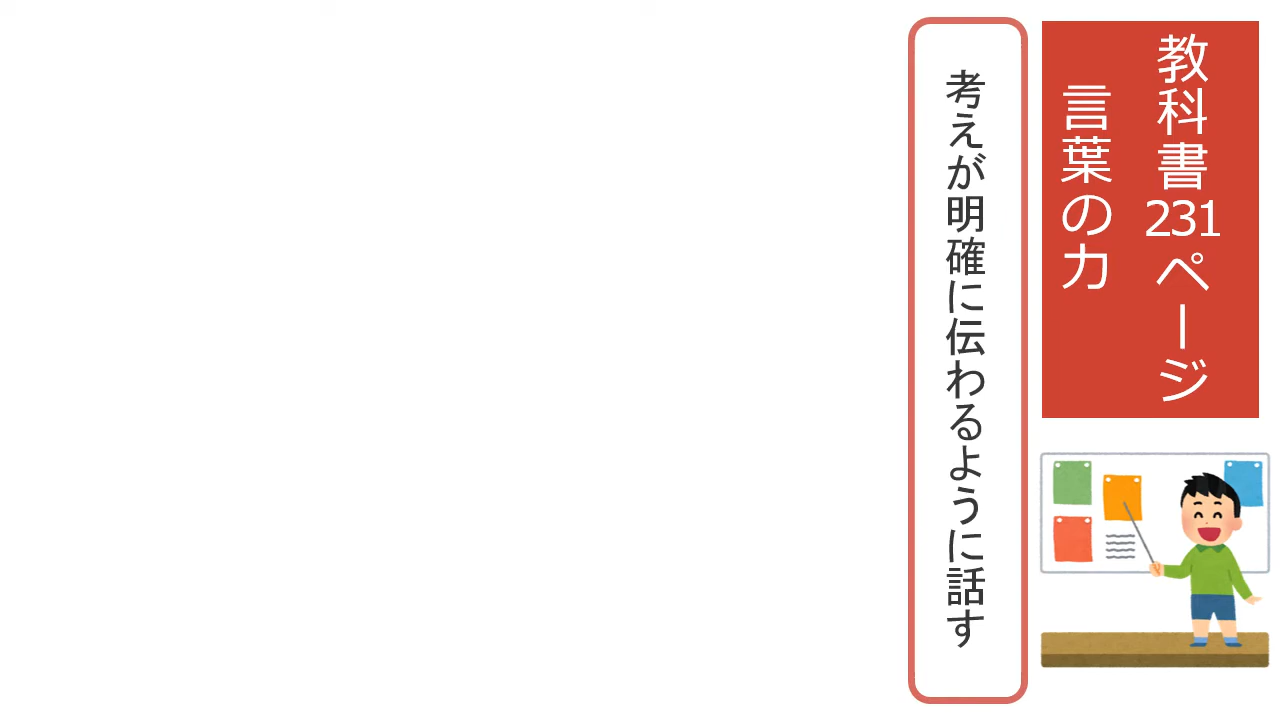 教科書231ページ
言葉の力
考えが明確に伝わるように話す